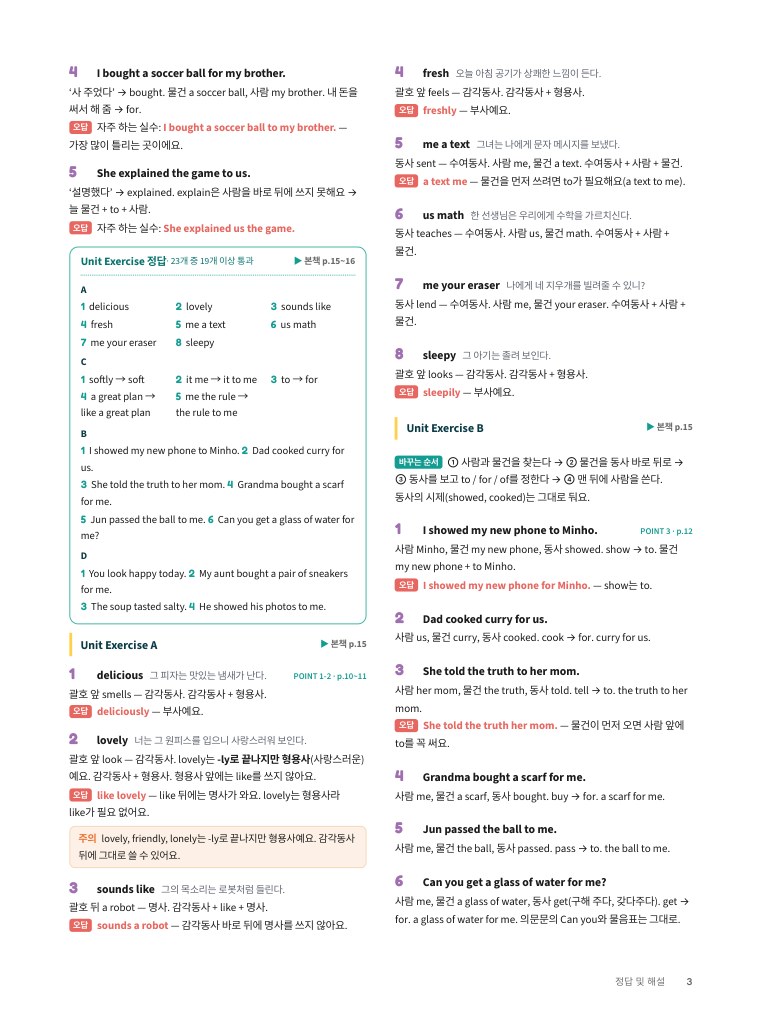 4 I bought a soccer ball for my brother.
‘사 주었다’ → bought. 물건 a soccer ball, 사람 my brother. 내 돈을
써서 해 줌 → for.
오답 자주 하는 실수: I bought a soccer ball to my brother. —
가장 많이 틀리는 곳이에요.
5 She explained the game to us.
‘설명했다’ → explained. explain은 사람을 바로 뒤에 쓰지 못해요 →
늘 물건 + to + 사람.
오답 자주 하는 실수: She explained us the game.
Unit Exercise 정답 · 23개 중 19개 이상 통과 ▶ 본책 p.15~16
A
1 delicious 2 lovely 3 sounds like
4 fresh 5 me a text 6 us math
7 me your eraser 8 sleepy
C
1 softly → soft 2 it me → it to me 3 to → for
4 a great plan → 5 me the rule →
like a great plan the rule to me
B
1 I showed my new phone to Minho. 2 Dad cooked curry for
us.
3 She told the truth to her mom. 4 Grandma bought a scarf
for me.
5 Jun passed the ball to me. 6 Can you get a glass of water for
me?
D
1 You look happy today. 2 My aunt bought a pair of sneakers
for me.
3 The soup tasted salty. 4 He showed his photos to me.
Unit Exercise A ▶ 본책 p.15
1 delicious 그 피자는 맛있는 냄새가 난다. POINT 1-2 · p.10~11
괄호 앞 smells — 감각동사. 감각동사 + 형용사.
오답 deliciously — 부사예요.
2 lovely 너는 그 원피스를 입으니 사랑스러워 보인다.
괄호 앞 look — 감각동사. lovely는 -ly로 끝나지만 형용사(사랑스러운)
예요. 감각동사 + 형용사. 형용사 앞에는 like를 쓰지 않아요.
오답 like lovely — like 뒤에는 명사가 와요. lovely는 형용사라
like가 필요 없어요.
주의 lovely, friendly, lonely는 -ly로 끝나지만 형용사예요. 감각동사
뒤에 그대로 쓸 수 있어요.
3 sounds like 그의 목소리는 로봇처럼 들린다.
괄호 뒤 a robot — 명사. 감각동사 + like + 명사.
오답 sounds a robot — 감각동사 바로 뒤에 명사를 쓰지 않아요.
4 fresh 오늘 아침 공기가 상쾌한 느낌이 든다.
괄호 앞 feels — 감각동사. 감각동사 + 형용사.
오답 freshly — 부사예요.
5 me a text 그녀는 나에게 문자 메시지를 보냈다.
동사 sent — 수여동사. 사람 me, 물건 a text. 수여동사 + 사람 + 물건.
오답 a text me — 물건을 먼저 쓰려면 to가 필요해요(a text to me).
6 us math 한 선생님은 우리에게 수학을 가르치신다.
동사 teaches — 수여동사. 사람 us, 물건 math. 수여동사 + 사람 +
물건.
7 me your eraser 나에게 네 지우개를 빌려줄 수 있니?
동사 lend — 수여동사. 사람 me, 물건 your eraser. 수여동사 + 사람 +
물건.
8 sleepy 그 아기는 졸려 보인다.
괄호 앞 looks — 감각동사. 감각동사 + 형용사.
오답 sleepily — 부사예요.
Unit Exercise B ▶ 본책 p.15
바꾸는 순서 ① 사람과 물건을 찾는다 → ② 물건을 동사 바로 뒤로 →
③ 동사를 보고 to / for / of를 정한다 → ④ 맨 뒤에 사람을 쓴다.
동사의 시제(showed, cooked)는 그대로 둬요.
1 I showed my new phone to Minho. POINT 3 · p.12
사람 Minho, 물건 my new phone, 동사 showed. show → to. 물건
my new phone + to Minho.
오답 I showed my new phone for Minho. — show는 to.
2 Dad cooked curry for us.
사람 us, 물건 curry, 동사 cooked. cook → for. curry for us.
3 She told the truth to her mom.
사람 her mom, 물건 the truth, 동사 told. tell → to. the truth to her
mom.
오답 She told the truth her mom. — 물건이 먼저 오면 사람 앞에
to를 꼭 써요.
4 Grandma bought a scarf for me.
사람 me, 물건 a scarf, 동사 bought. buy → for. a scarf for me.
5 Jun passed the ball to me.
사람 me, 물건 the ball, 동사 passed. pass → to. the ball to me.
6 Can you get a glass of water for me?
사람 me, 물건 a glass of water, 동사 get(구해 주다, 갖다주다). get →
for. a glass of water for me. 의문문의 Can you와 물음표는 그대로.
정답 및 해설 3